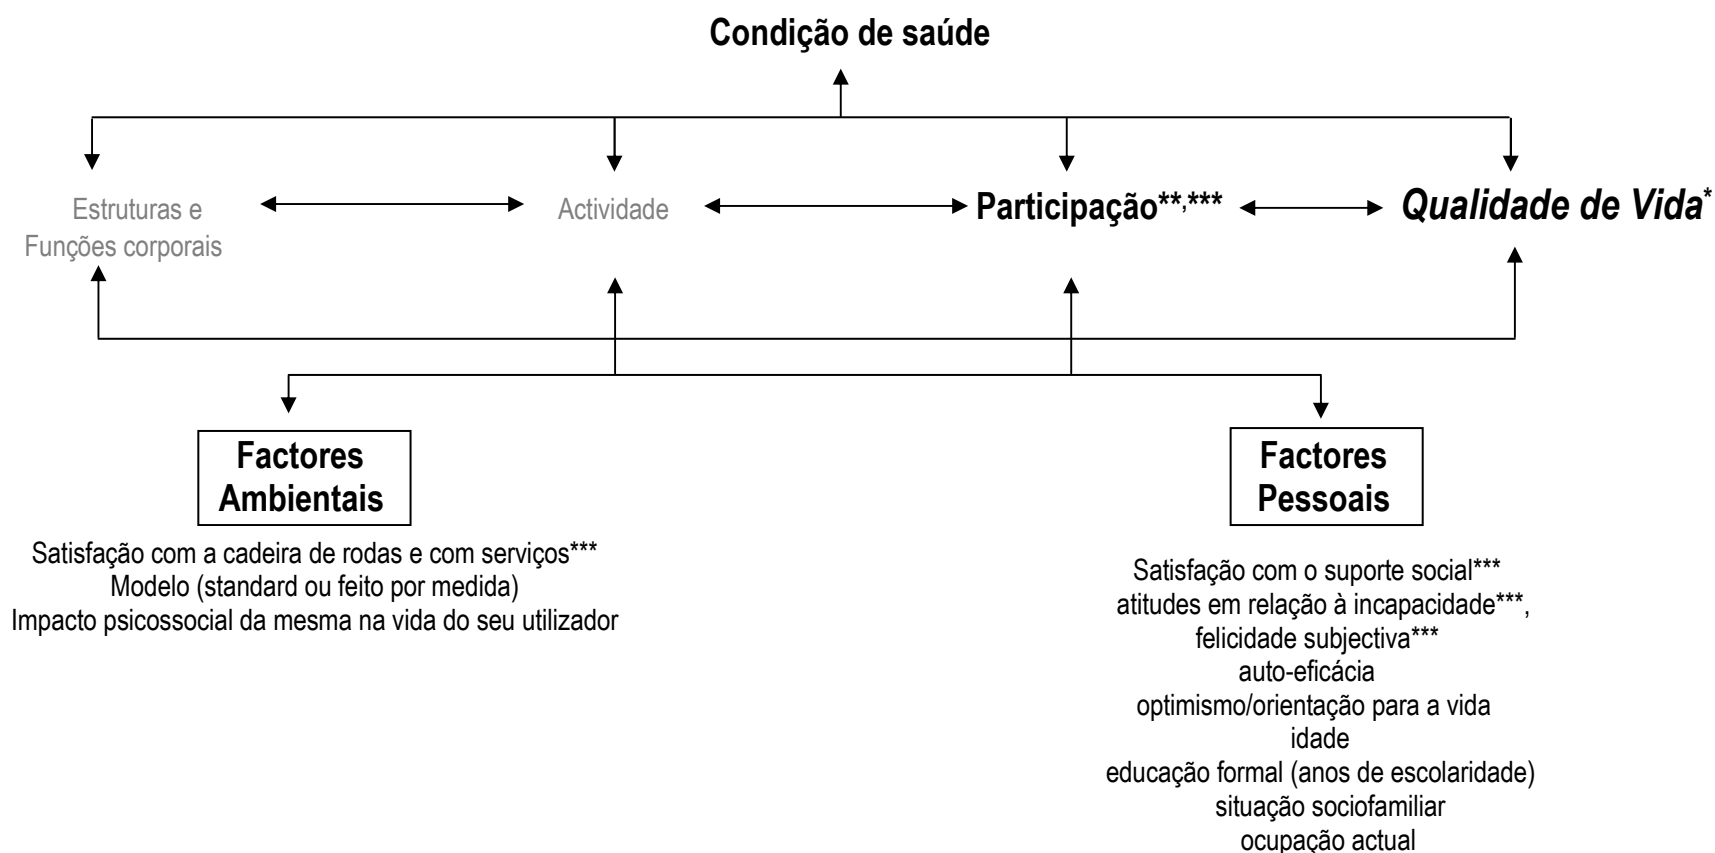 Condição de saúde
Estruturas e
Funções corporais
Actividade
Participação**,***
Qualidade de Vida*
Factores
Ambientais
Satisfação com a cadeira de rodas e com serviços***
Modelo (standard ou feito por medida)
Impacto psicossocial da mesma na vida do seu utilizador
Factores
Pessoais
Satisfação com o suporte social***
atitudes em relação à incapacidade***,
felicidade subjectiva***
auto-eficácia
optimismo/orientação para a vida
idade
educação formal (anos de escolaridade)
situação sociofamiliar
ocupação actual